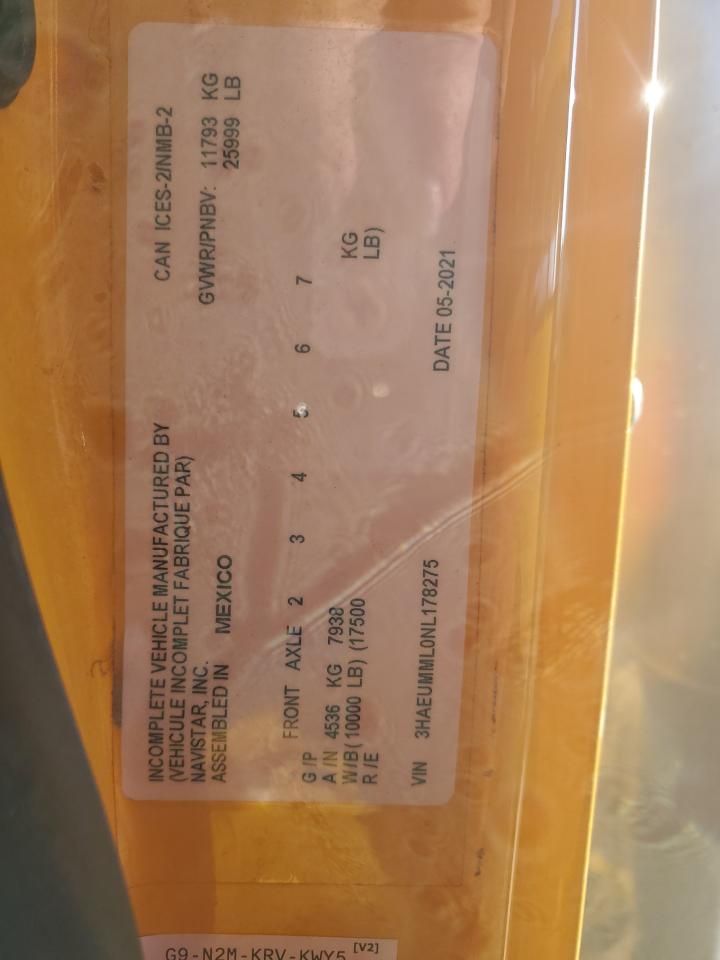 INCOMPLETE VEHICLE MANUFACTURED BY
(VEHICULE INCOMPLET FABRIQUE PAR)
NAVISTAR, INC.
ASSEMBLED IN MEXICO
CAN ICES-2/NMB-2
GVWR/PNBV: 11793 KG
25999 LB
FRONT AXLE 2 3 4 5 6 7
G /P
A /N 4536 KG 7938 KG
W/B (10000 LB) (17500 LB)
R /E
DATE 05-2021
VIN 3HAEUMML0NL178275
G9-N2M-KRV-KWY5 [V2]